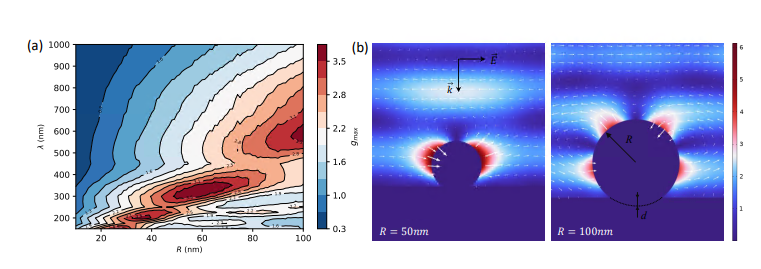 (a)
1000
900
800
700
600
500
400
300
200
λ (nm)
20
40
60
80
100
R (nm)
3.5
2.8
2.2
1.6
1.0
0.3
g_max
(b)
E
k
R = 50nm
R
d
R = 100nm
6
5
4
3
2
1